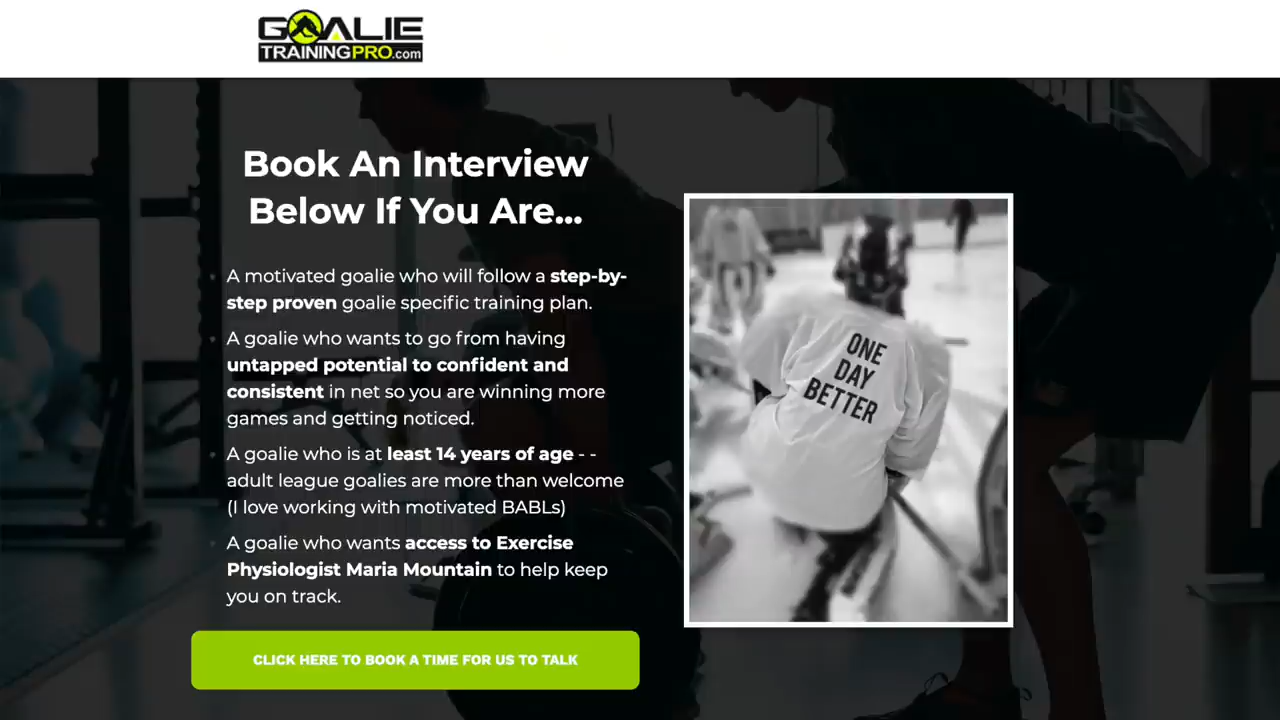 GOALIE
TRAININGPRO.com
Book An Interview
Below If You Are...
A motivated goalie who will follow a step-by-
step proven goalie specific training plan.
A goalie who wants to go from having
untapped potential to confident and
consistent in net so you are winning more
games and getting noticed.
A goalie who is at least 14 years of age - -
adult league goalies are more than welcome
(I love working with motivated BABLs)
A goalie who wants access to Exercise
Physiologist Maria Mountain to help keep
you on track.
CLICK HERE TO BOOK A TIME FOR US TO TALK
ONE
DAY
BETTER